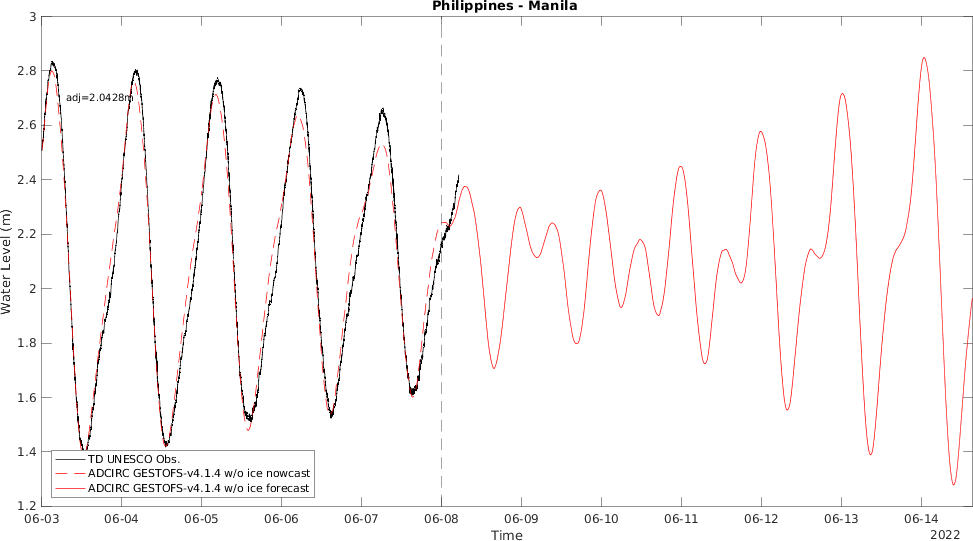 Philippines - Manila
3
2.8
2.6
2.4
2.2
2
1.8
1.6
1.4
1.2
Water Level (m)
adj=2.0428m
TD UNESCO Obs.
ADCIRC GESTOFS-v4.1.4 w/o ice nowcast
ADCIRC GESTOFS-v4.1.4 w/o ice forecast
06-03 06-04 06-05 06-06 06-07 06-08 06-09 06-10 06-11 06-12 06-13 06-14
Time
2022